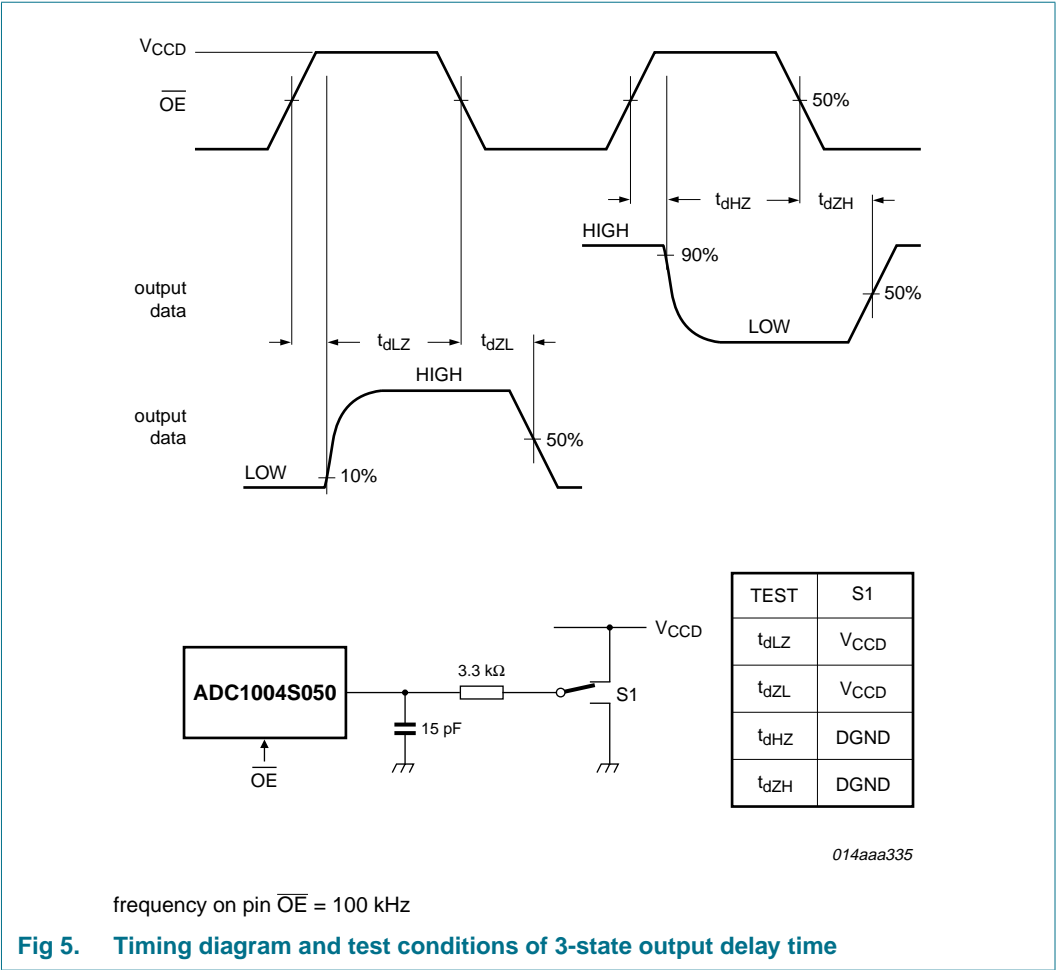 VCCD
OE
50%
tdHZ
tdZH
HIGH
90%
output
data
50%
LOW
tdLZ
tdZL
HIGH
output
data
50%
LOW
10%
VCCD
3.3 kΩ
ADC1004S050
S1
15 pF
OE
TEST S1
tdLZ VCCD
tdZL VCCD
tdHZ DGND
tdZH DGND
014aaa335
frequency on pin OE = 100 kHz
Fig 5. Timing diagram and test conditions of 3-state output delay time